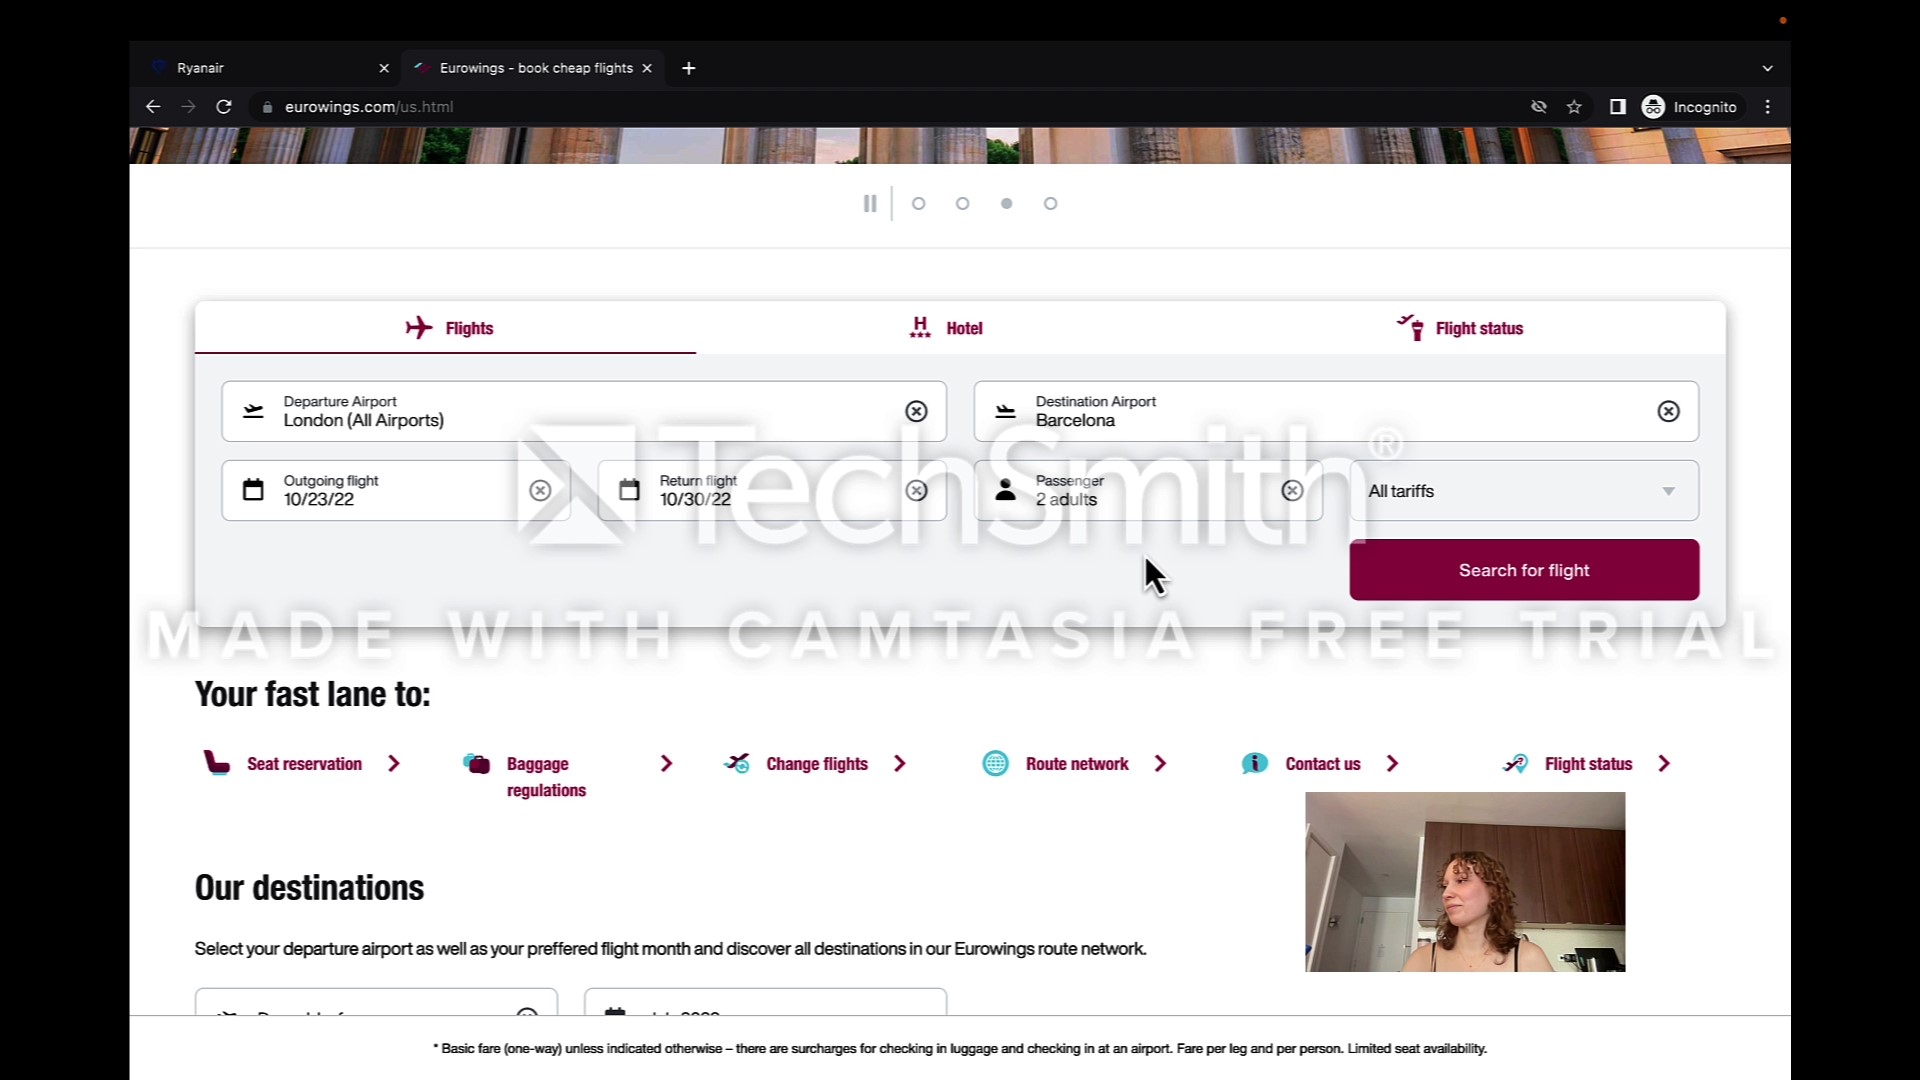 Ryanair
Eurowings - book cheap flights
eurowings.com/us.html
Incognito
Flights
Hotel
Flight status
Departure Airport
London (All Airports)
Destination Airport
Barcelona
Outgoing flight
10/23/22
Return flight
10/30/22
Passenger
2 adults
All tariffs
TechSmith®
Search for flight
MADE WITH CAMTASIA FREE TRIAL
Your fast lane to:
Seat reservation
Baggage
regulations
Change flights
Route network
Contact us
Flight status
Our destinations
Select your departure airport as well as your preffered flight month and discover all destinations in our Eurowings route network.
* Basic fare (one-way) unless indicated otherwise – there are surcharges for checking in luggage and checking in at an airport. Fare per leg and per person. Limited seat availability.